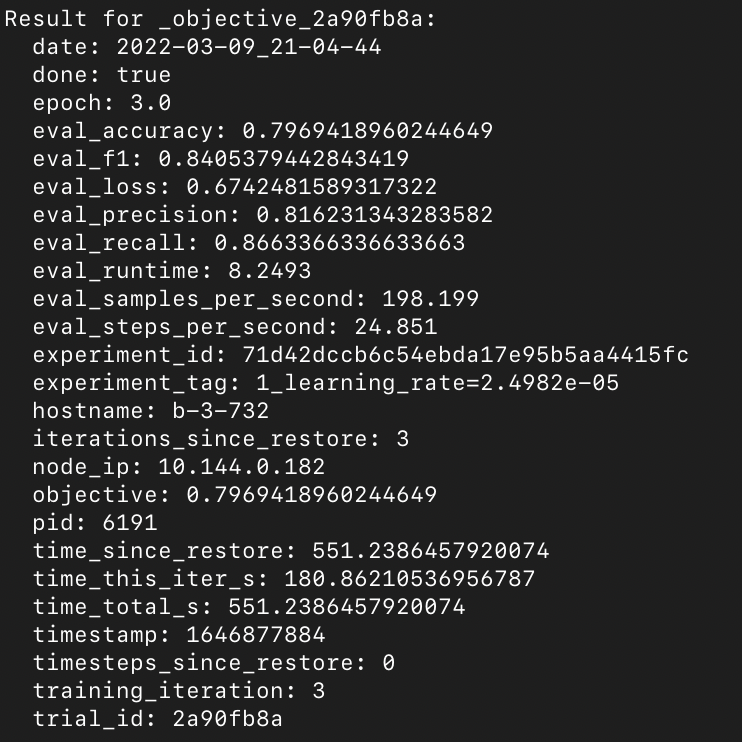 Result for _objective_2a90fb8a:
date: 2022-03-09_21-04-44
done: true
epoch: 3.0
eval_accuracy: 0.7969418960244649
eval_f1: 0.8405379442843419
eval_loss: 0.6742481589317322
eval_precision: 0.816231343283582
eval_recall: 0.8663366336633663
eval_runtime: 8.2493
eval_samples_per_second: 198.199
eval_steps_per_second: 24.851
experiment_id: 71d42dccb6c54ebda17e95b5aa4415fc
experiment_tag: 1_learning_rate=2.4982e-05
hostname: b-3-732
iterations_since_restore: 3
node_ip: 10.144.0.182
objective: 0.7969418960244649
pid: 6191
time_since_restore: 551.2386457920074
time_this_iter_s: 180.86210536956787
time_total_s: 551.2386457920074
timestamp: 1646877884
timesteps_since_restore: 0
training_iteration: 3
trial_id: 2a90fb8a